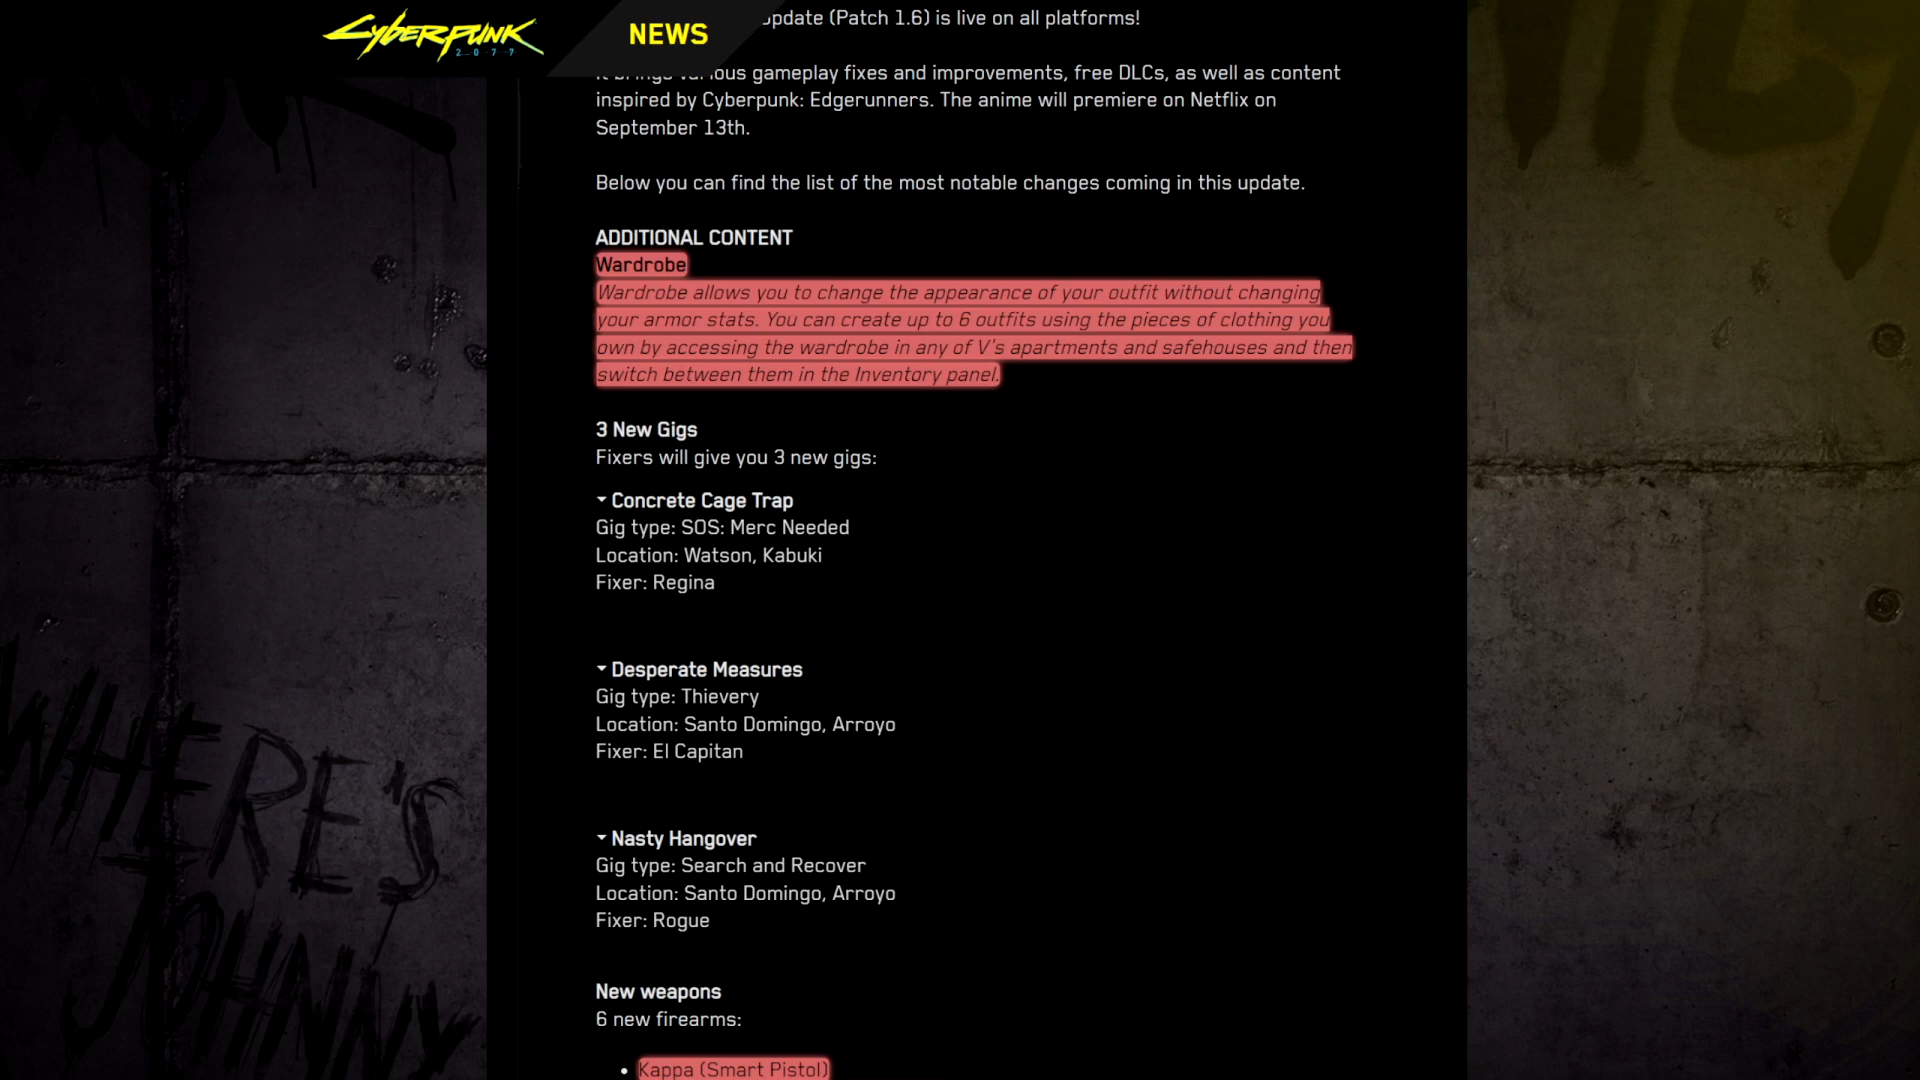 Cyberpunk
2077
NEWS
update (Patch 1.6) is live on all platforms!
It brings various gameplay fixes and improvements, free DLCs, as well as content
inspired by Cyberpunk: Edgerunners. The anime will premiere on Netflix on
September 13th.
Below you can find the list of the most notable changes coming in this update.
ADDITIONAL CONTENT
Wardrobe
Wardrobe allows you to change the appearance of your outfit without changing
your armor stats. You can create up to 6 outfits using the pieces of clothing you
own by accessing the wardrobe in any of V's apartments and safehouses and then
switch between them in the Inventory panel.
3 New Gigs
Fixers will give you 3 new gigs:
Concrete Cage Trap
Gig type: SOS: Merc Needed
Location: Watson, Kabuki
Fixer: Regina
Desperate Measures
Gig type: Thievery
Location: Santo Domingo, Arroyo
Fixer: El Capitan
Nasty Hangover
Gig type: Search and Recover
Location: Santo Domingo, Arroyo
Fixer: Rogue
New weapons
6 new firearms:
• Kappa (Smart Pistol)
WHERE'S
JOHNNY